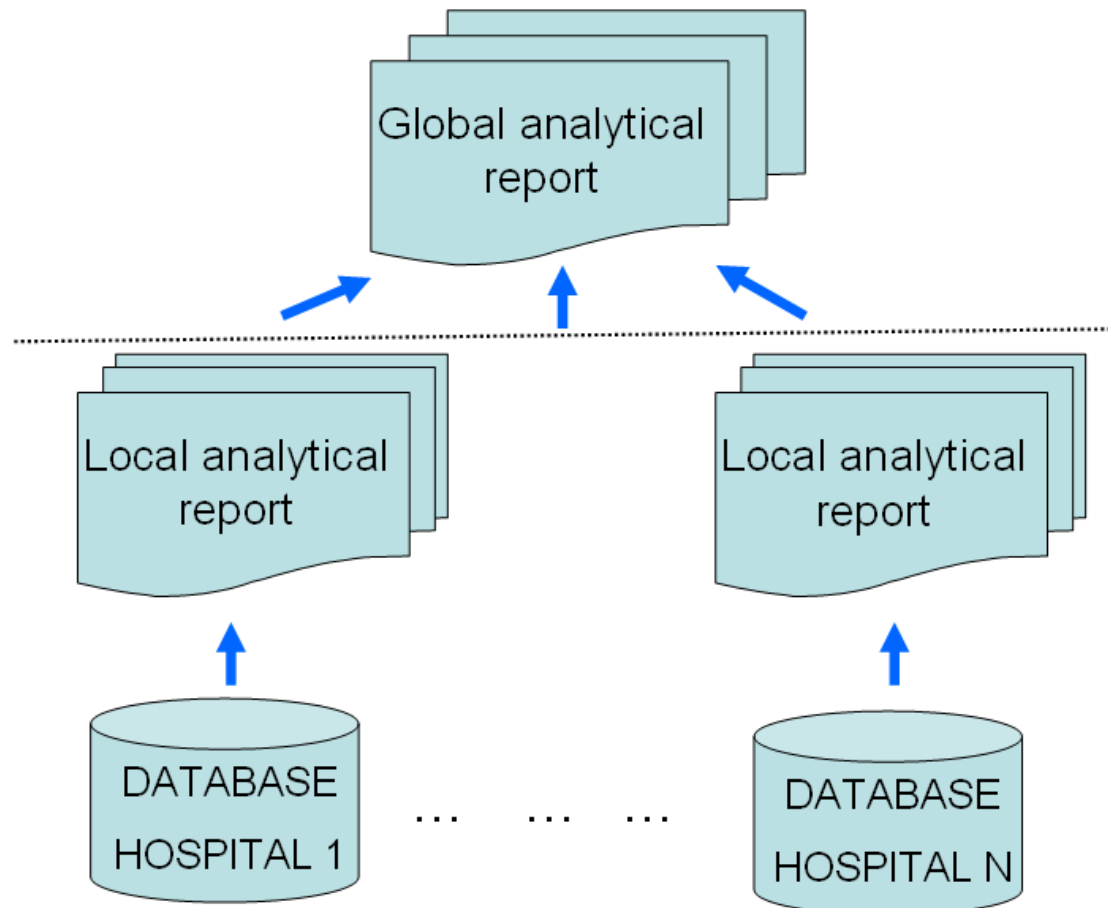 Global analytical
report
Local analytical
report
Local analytical
report
DATABASE
HOSPITAL 1
... ... ...
DATABASE
HOSPITAL N